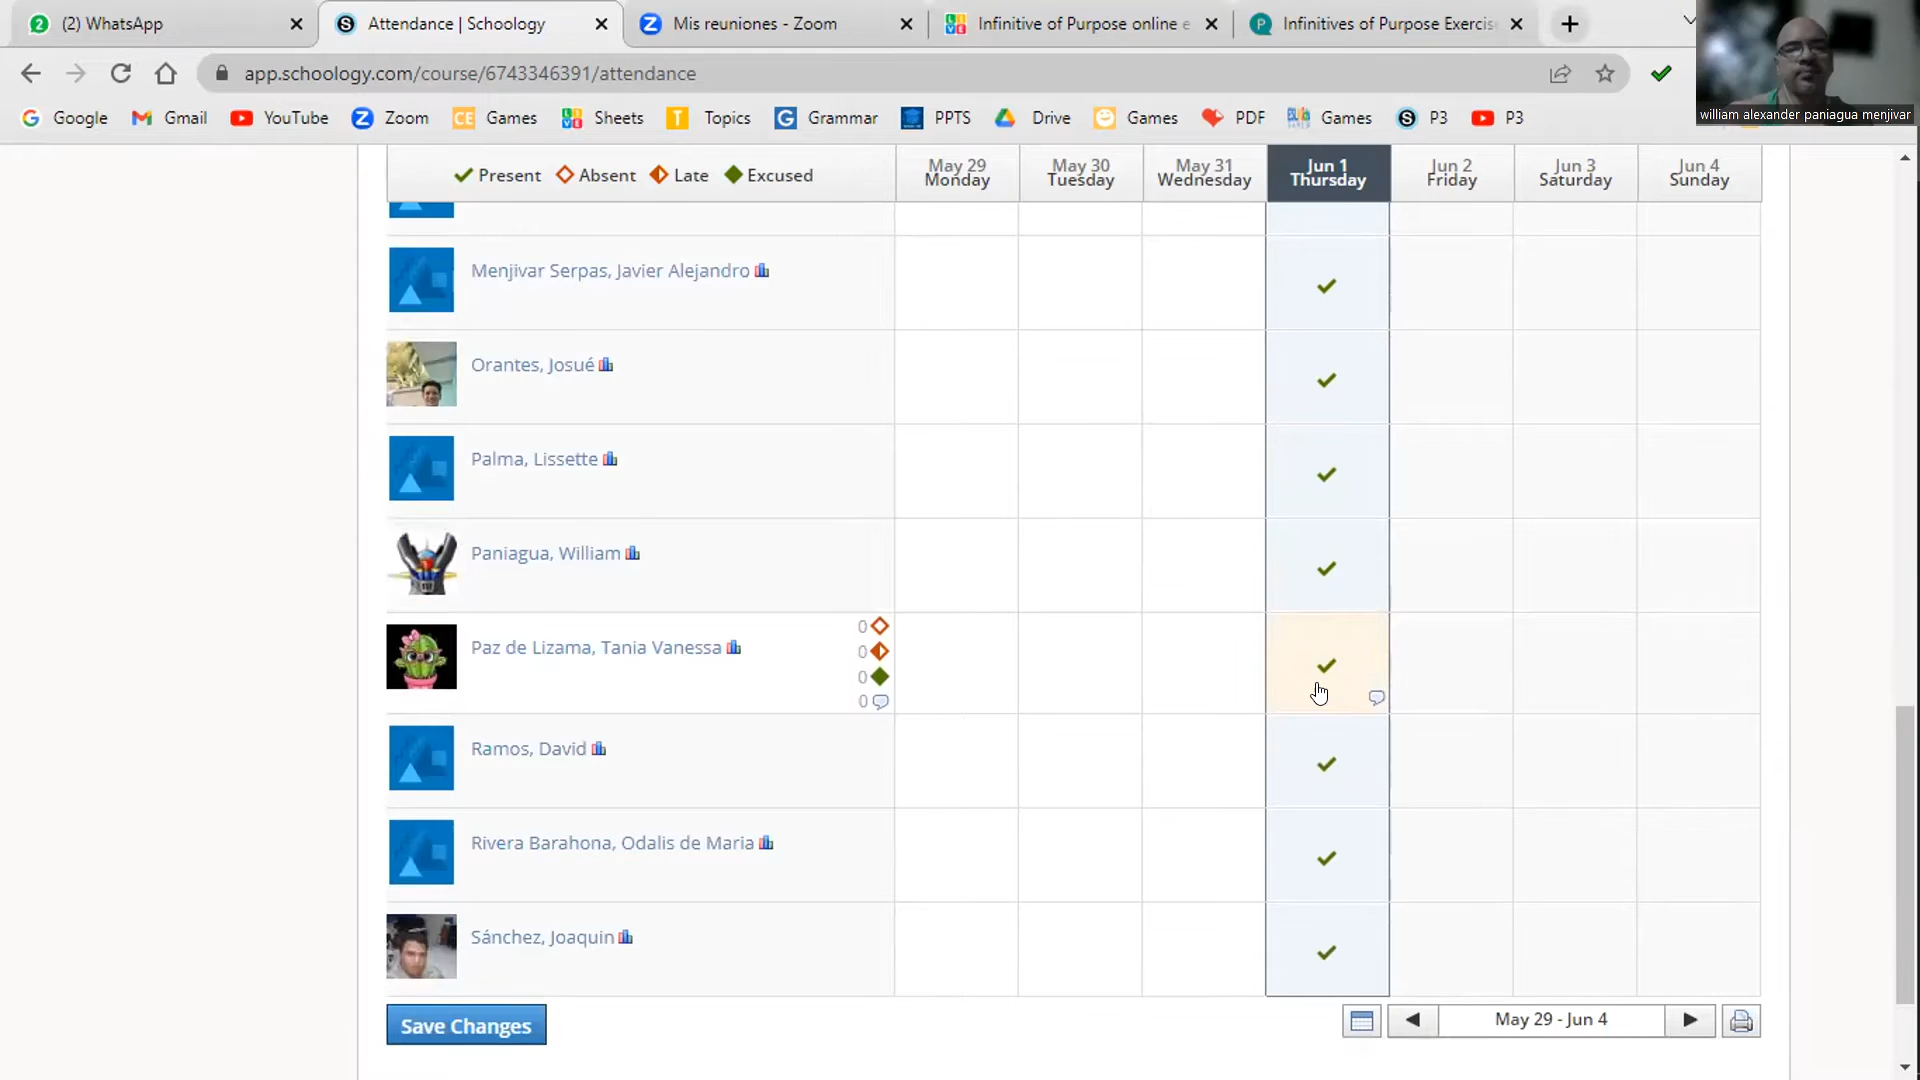 (2) WhatsApp
Attendance | Schoology
Mis reuniones - Zoom
Infinitive of Purpose online e
Infinitives of Purpose Exercis
app.schoology.com/course/6743346391/attendance
william alexander paniagua menjivar
Google Gmail YouTube Zoom Games Sheets Topics Grammar PPTS Drive Games PDF Games P3 P3
Present Absent Late Excused
May 29
Monday
May 30
Tuesday
May 31
Wednesday
Jun 1
Thursday
Jun 2
Friday
Jun 3
Saturday
Jun 4
Sunday
Menjivar Serpas, Javier Alejandro
Orantes, Josué
Palma, Lissette
Paniagua, William
Paz de Lizama, Tania Vanessa
0
0
0
0
Ramos, David
Rivera Barahona, Odalis de Maria
Sánchez, Joaquin
Save Changes
May 29 - Jun 4